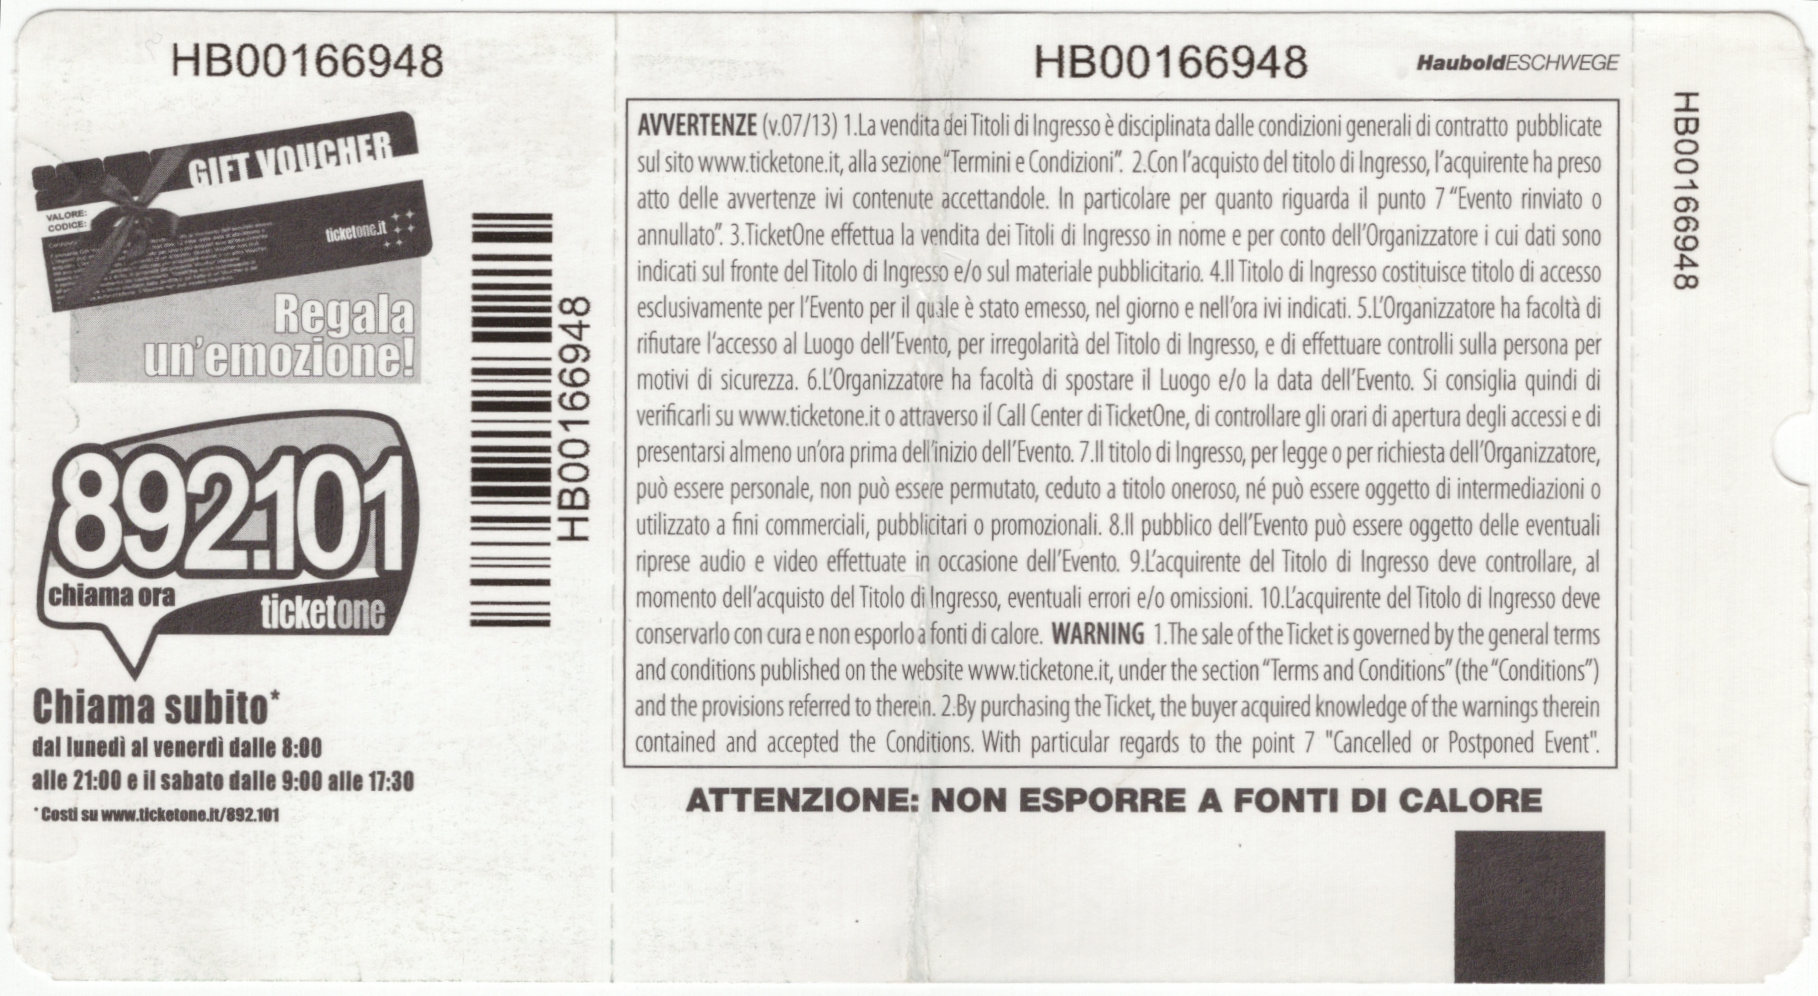 HB00166948
GIFT VOUCHER
VALORE:
CODICE:
ticketone.it
Regala
un'emozione!
892.101
chiama ora
ticketone
Chiama subito*
dal lunedì al venerdì dalle 8:00
alle 21:00 e il sabato dalle 9:00 alle 17:30
* Costi su www.ticketone.it/892.101
HB00166948
HB00166948
HauboldESCHWEGE
AVVERTENZE (v.07/13) 1.La vendita dei Titoli di Ingresso è disciplinata dalle condizioni generali di contratto pubblicate
sul sito www.ticketone.it, alla sezione “Termini e Condizioni”. 2.Con l’acquisto del titolo di Ingresso, l’acquirente ha preso
atto delle avvertenze ivi contenute accettandole. In particolare per quanto riguarda il punto 7 “Evento rinviato o
annullato”. 3.TicketOne effettua la vendita dei Titoli di Ingresso in nome e per conto dell’Organizzatore i cui dati sono
indicati sul fronte del Titolo di Ingresso e/o sul materiale pubblicitario. 4.Il Titolo di Ingresso costituisce titolo di accesso
esclusivamente per l’Evento per il quale è stato emesso, nel giorno e nell’ora ivi indicati. 5.L’Organizzatore ha facoltà di
rifiutare l’accesso al Luogo dell’Evento, per irregolarità del Titolo di Ingresso, e di effettuare controlli sulla persona per
motivi di sicurezza. 6.L’Organizzatore ha facoltà di spostare il Luogo e/o la data dell’Evento. Si consiglia quindi di
verificarli su www.ticketone.it o attraverso il Call Center di TicketOne, di controllare gli orari di apertura degli accessi e di
presentarsi almeno un’ora prima dell’inizio dell’Evento. 7.Il titolo di Ingresso, per legge o per richiesta dell’Organizzatore,
può essere personale, non può essere permutato, ceduto a titolo oneroso, né può essere oggetto di intermediazioni o
utilizzato a fini commerciali, pubblicitari o promozionali. 8.Il pubblico dell’Evento può essere oggetto delle eventuali
riprese audio e video effettuate in occasione dell’Evento. 9.L’acquirente del Titolo di Ingresso deve controllare, al
momento dell’acquisto del Titolo di Ingresso, eventuali errori e/o omissioni. 10.L’acquirente del Titolo di Ingresso deve
conservarlo con cura e non esporlo a fonti di calore. WARNING 1.The sale of the Ticket is governed by the general terms
and conditions published on the website www.ticketone.it, under the section “Terms and Conditions” (the “Conditions”)
and the provisions referred to therein. 2.By purchasing the Ticket, the buyer acquired knowledge of the warnings therein
contained and accepted the Conditions. With particular regards to the point 7 "Cancelled or Postponed Event".
ATTENZIONE: NON ESPORRE A FONTI DI CALORE
HB00166948